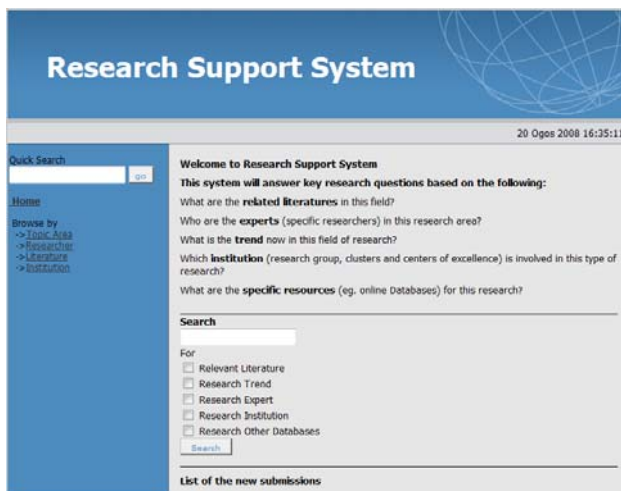 Research Support System
20 Ogos 2008 16:35:11
Quick Search
go
Home
Browse by
->Topic Area
->Researcher
->Literature
->Institution
Welcome to Research Support System
This system will answer key research questions based on the following:
What are the related literatures in this field?
Who are the experts (specific researchers) in this research area?
What is the trend now in this field of research?
Which institution (research group, clusters and centers of excellence) is involved in this type of
research?
What are the specific resources (eg. online Databases) for this research?
Search
For
Relevant Literature
Research Trend
Research Expert
Research Institution
Research Other Databases
Search
List of the new submissions